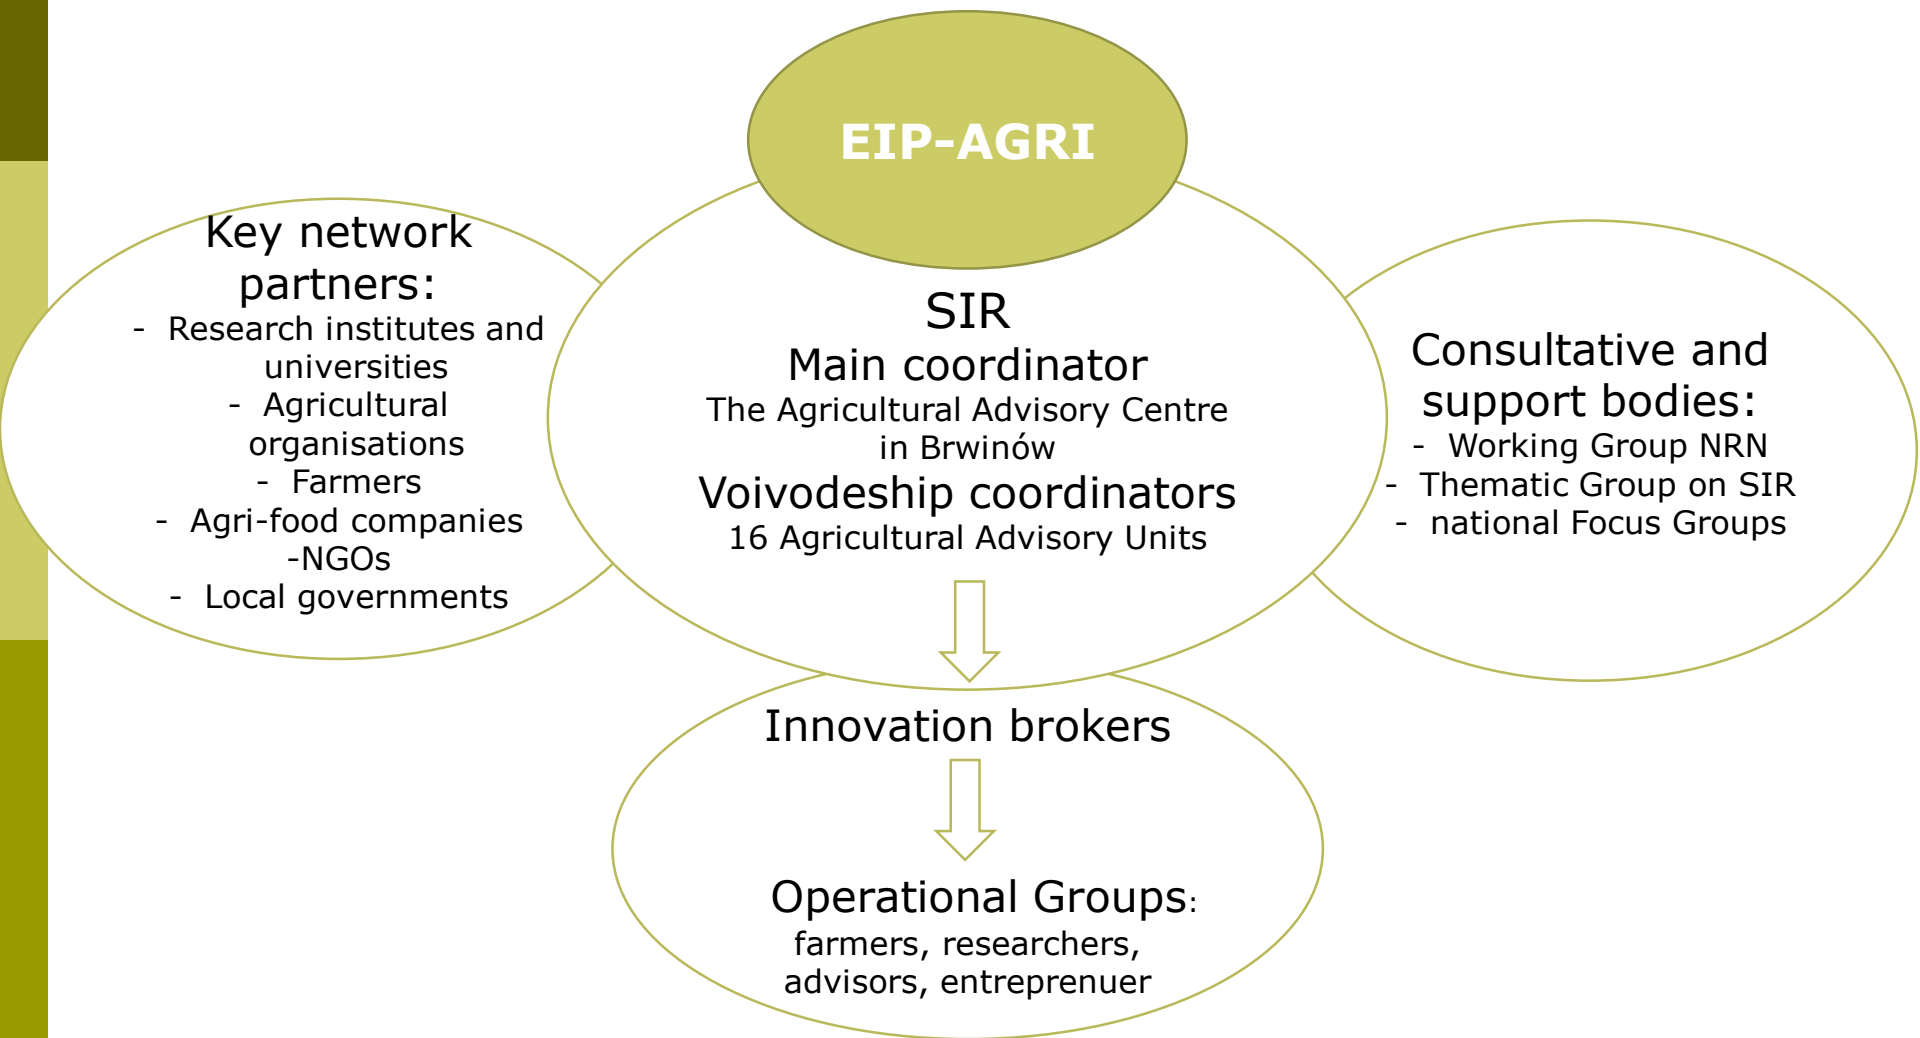 EIP-AGRI
Key network
partners:
- Research institutes and
universities
- Agricultural
organisations
- Farmers
- Agri-food companies
-NGOs
- Local governments
SIR
Main coordinator
The Agricultural Advisory Centre
in Brwinów
Voivodeship coordinators
16 Agricultural Advisory Units
Consultative and
support bodies:
- Working Group NRN
- Thematic Group on SIR
- national Focus Groups
Innovation brokers
Operational Groups:
farmers, researchers,
advisors, entreprenuer